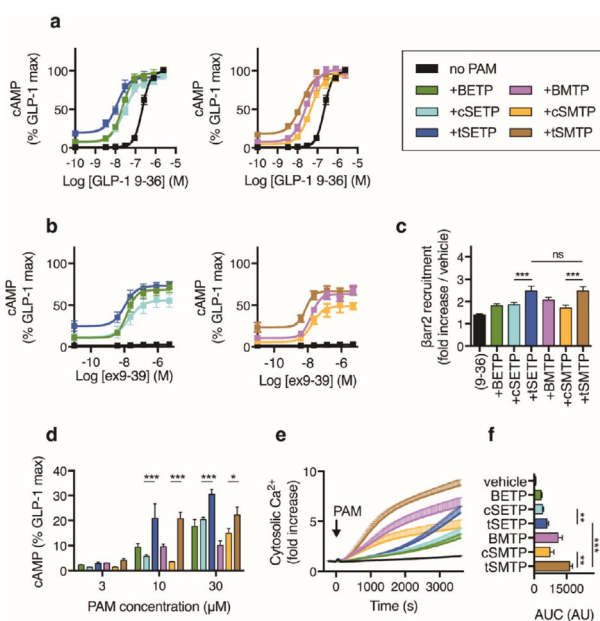 a
cAMP
(% GLP-1 max)
100
50
0
-10 -9 -8 -7 -6 -5
Log [GLP-1 9-36] (M)
cAMP
(% GLP-1 max)
100
50
0
-10 -9 -8 -7 -6 -5
Log [GLP-1 9-36] (M)
no PAM
+BETP
+BMTP
+cSETP
+cSMTP
+tSETP
+tSMTP
b
cAMP
(% GLP-1 max)
100
50
0
-10 -9 -8 -7 -6 -5
Log [ex9-39] (M)
cAMP
(% GLP-1 max)
100
50
0
-10 -9 -8 -7 -6 -5
Log [ex9-39] (M)
c
βarr2 recruitment
(fold increase / vehicle)
4
3
2
1
0
ns
***
***
(9-36)
+BETP
+cSETP
+tSETP
+BMTP
+cSMTP
+tSMTP
d
cAMP (% GLP-1 max)
40
30
20
10
0
***
***
***
*
3 10 30
PAM concentration (µM)
e
Cytosolic Ca2+
(fold increase)
10
5
0
PAM
0 1000 2000 3000
Time (s)
f
vehicle
BETP
cSETP
tSETP
BMTP
cSMTP
tSMTP
**
**
***
0 15000
AUC (AU)